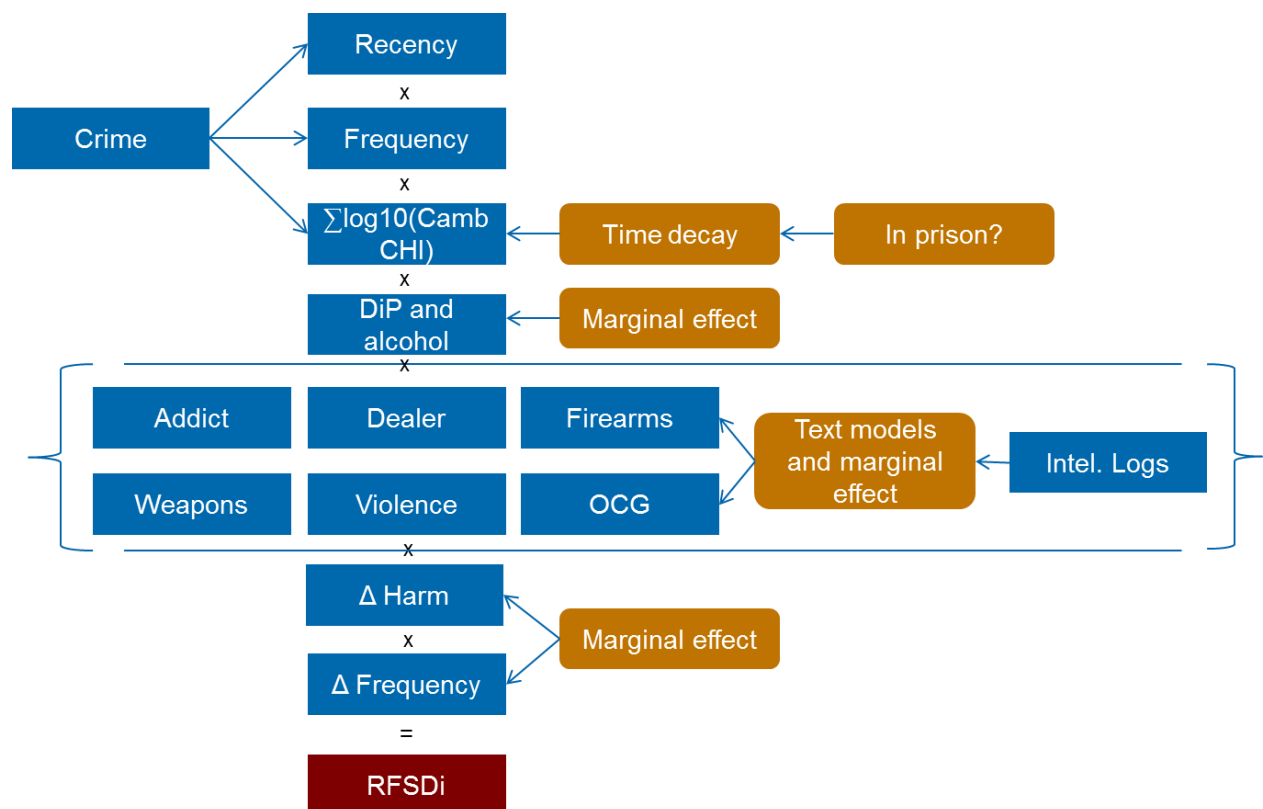 Recency
x
Crime
Frequency
x
∑log10(Camb
CHI)
Time decay
In prison?
x
DiP and
alcohol
Marginal effect
x
Addict
Dealer
Firearms
Text models
and marginal
effect
Intel. Logs
Weapons
Violence
OCG
x
Δ Harm
x
Marginal effect
Δ Frequency
=
RFSDi